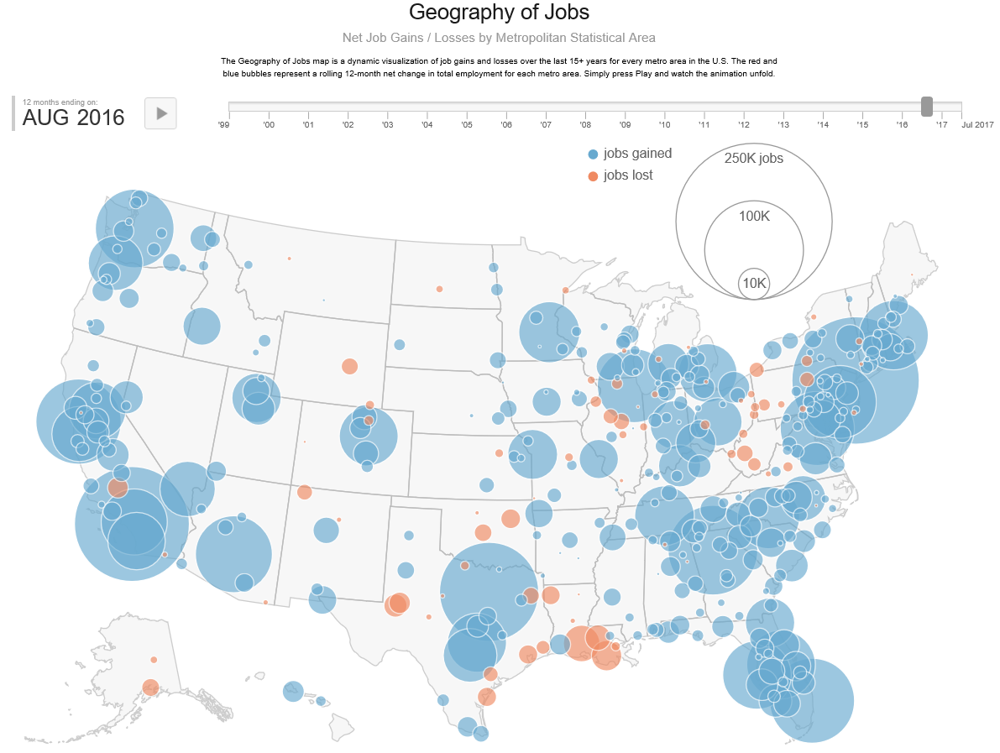 Geography of Jobs
Net Job Gains / Losses by Metropolitan Statistical Area
The Geography of Jobs map is a dynamic visualization of job gains and losses over the last 15+ years for every metro area in the U.S. The red and
blue bubbles represent a rolling 12-month net change in total employment for each metro area. Simply press Play and watch the animation unfold.
12 months ending on:
AUG 2016
'99 '00 '01 '02 '03 '04 '05 '06 '07 '08 '09 '10 '11 '12 '13 '14 '15 '16 '17 Jul 2017
jobs gained
jobs lost
250K jobs
100K
10K